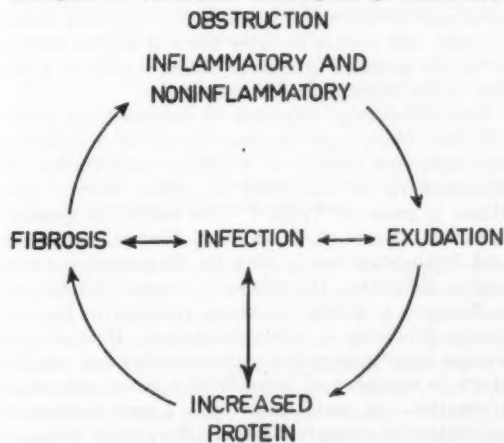 OBSTRUCTION
INFLAMMATORY AND
NONINFLAMMATORY
FIBROSIS
INFECTION
EXUDATION
INCREASED
PROTEIN